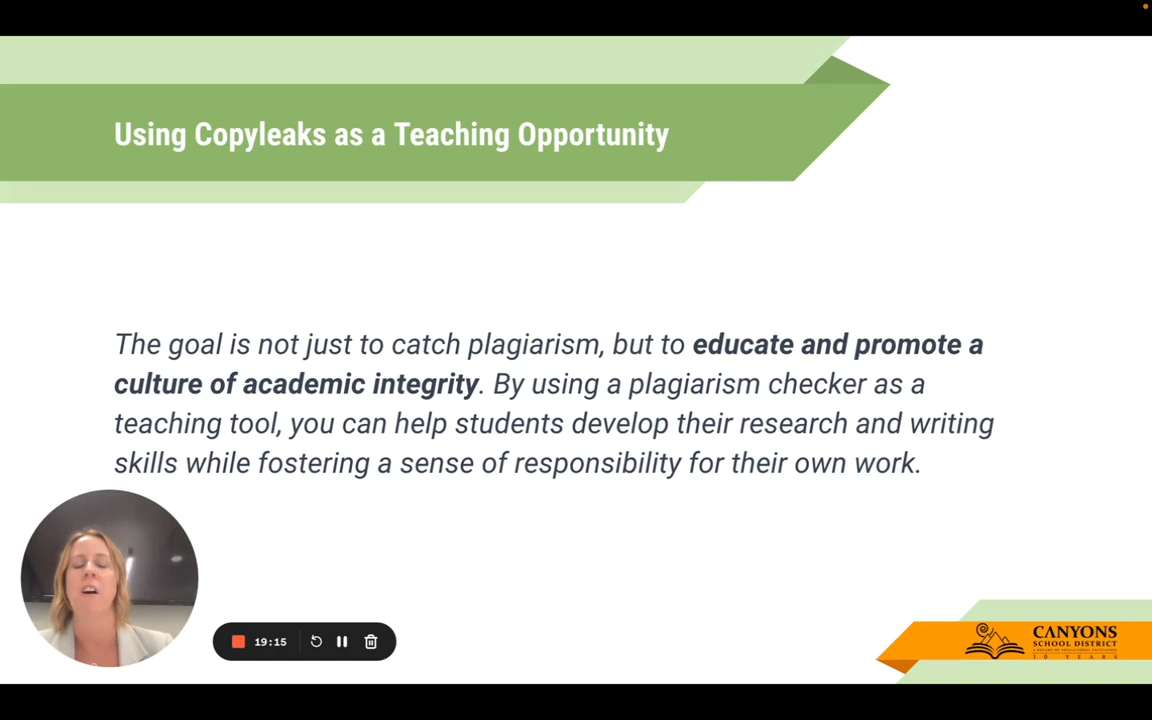 Using Copyleaks as a Teaching Opportunity
The goal is not just to catch plagiarism, but to educate and promote a
culture of academic integrity. By using a plagiarism checker as a
teaching tool, you can help students develop their research and writing
skills while fostering a sense of responsibility for their own work.
19:15
CANYONS
SCHOOL DISTRICT
10 YEARS